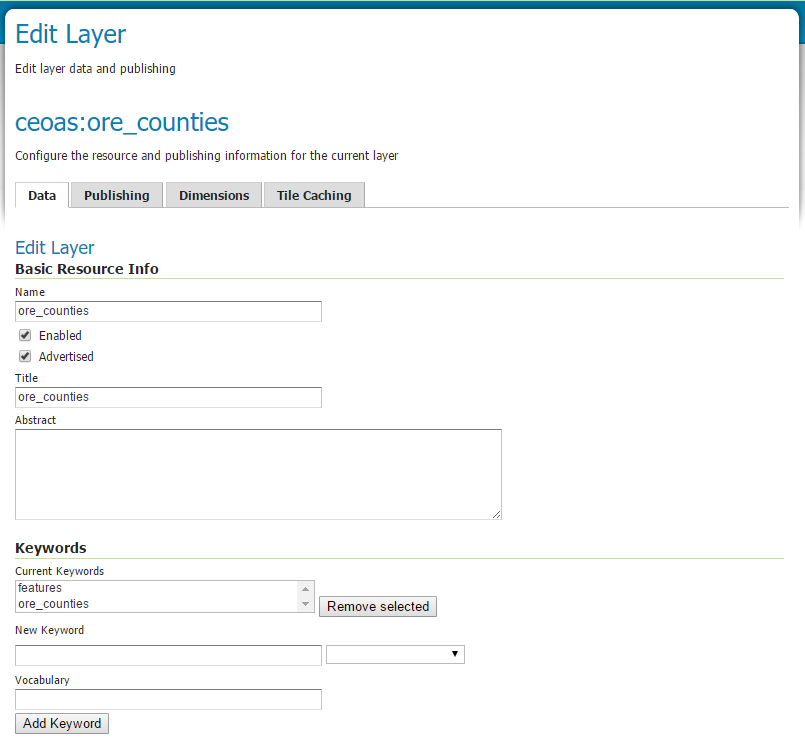 Edit Layer
Edit layer data and publishing
ceoas:ore_counties
Configure the resource and publishing information for the current layer
Data Publishing Dimensions Tile Caching
Edit Layer
Basic Resource Info
Name
ore_counties
Enabled
Advertised
Title
ore_counties
Abstract
Keywords
Current Keywords
features
ore_counties
Remove selected
New Keyword
Vocabulary
Add Keyword